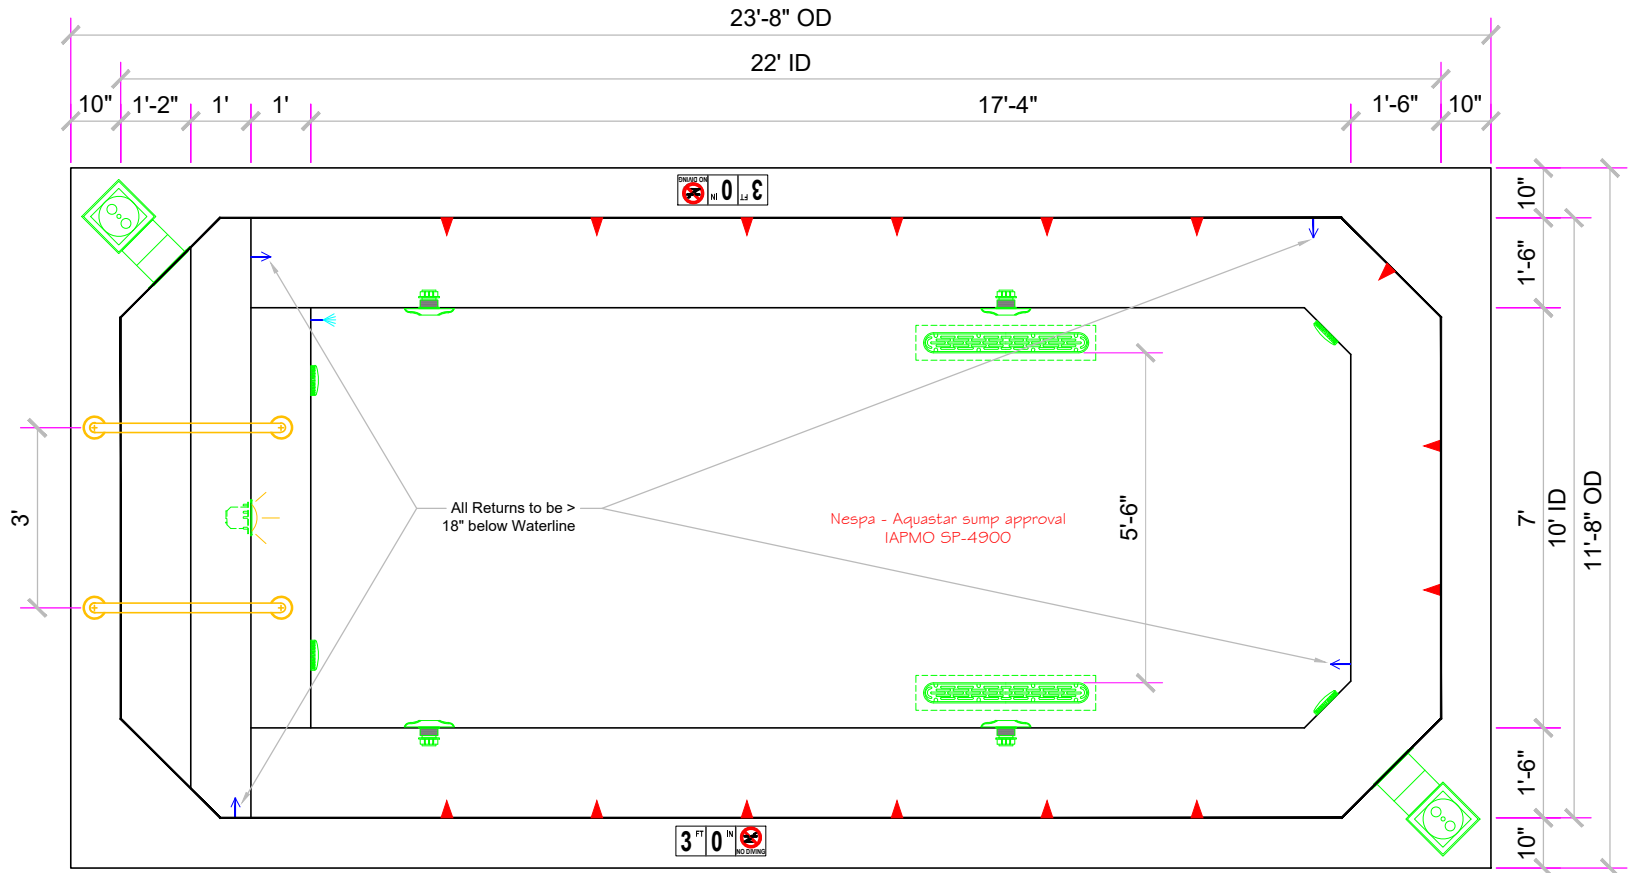 23'-8" OD
22' ID
10" 1'-2" 1' 1' 17'-4" 1'-6" 10"
NO DIVING 0 IN 3 FT
10"
1'-6"
3'
All Returns to be >
18" below Waterline
Nespa - Aquastar sump approval
IAPMO SP-4900
5'-6"
7'
10' ID
11'-8" OD
1'-6"
10"
3 FT 0 IN NO DIVING